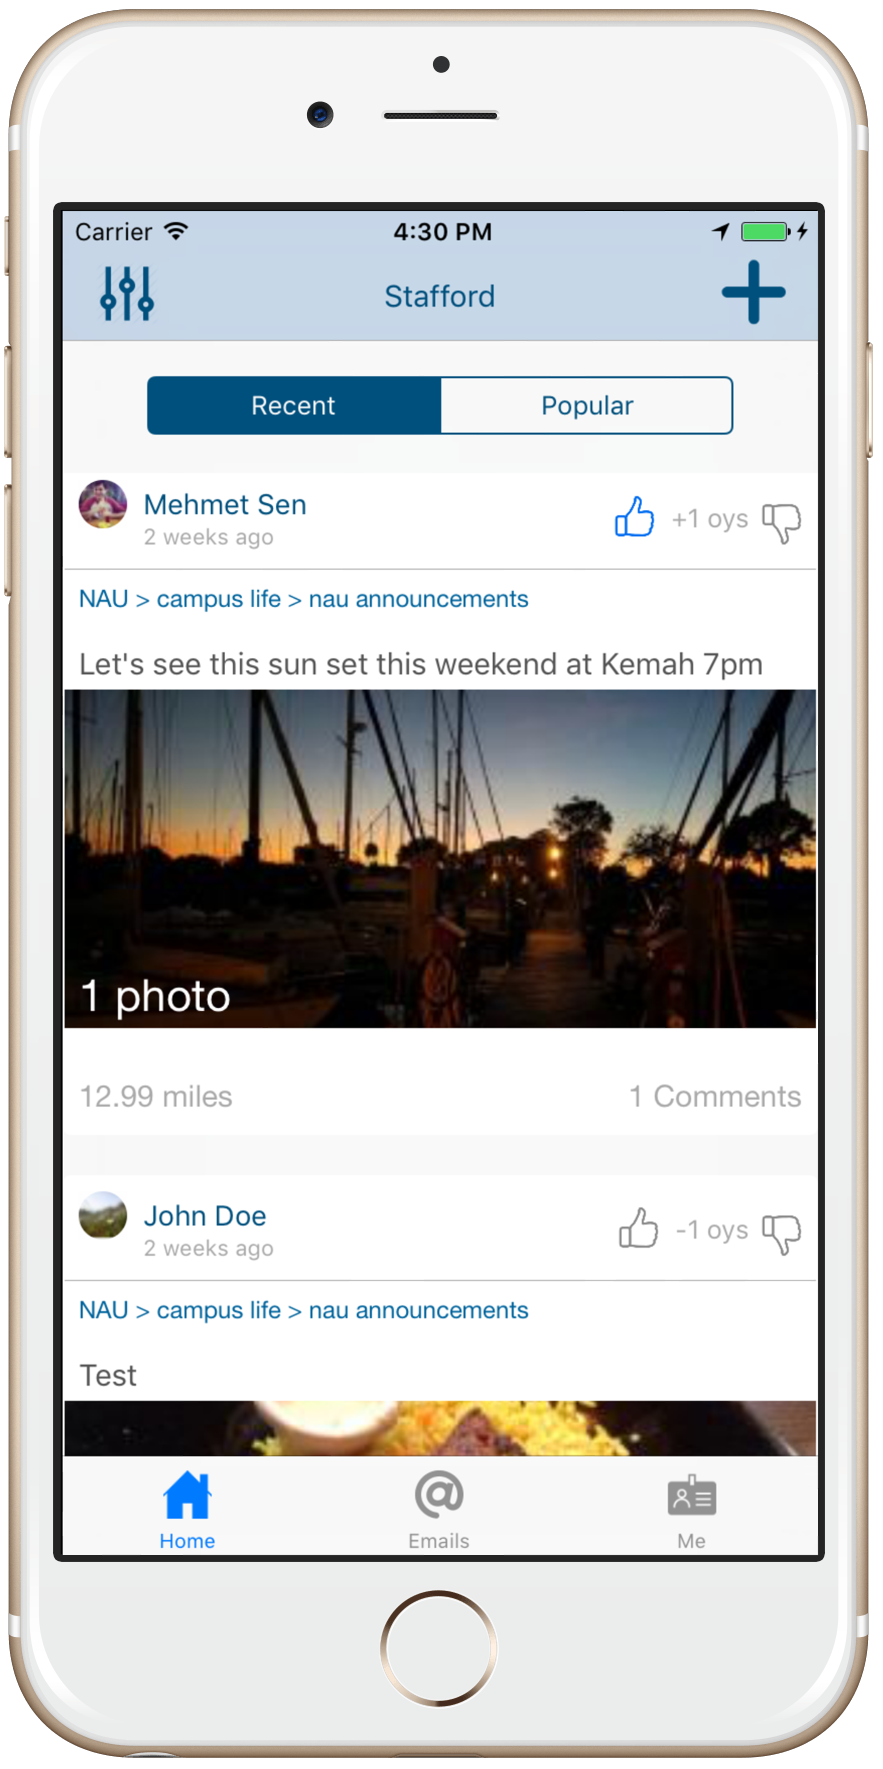 Carrier 4:30 PM
Stafford
Recent Popular
Mehmet Sen
2 weeks ago
+1 oys
NAU > campus life > nau announcements
Let's see this sun set this weekend at Kemah 7pm
1 photo
12.99 miles 1 Comments
John Doe
2 weeks ago
-1 oys
NAU > campus life > nau announcements
Test
Home Emails Me